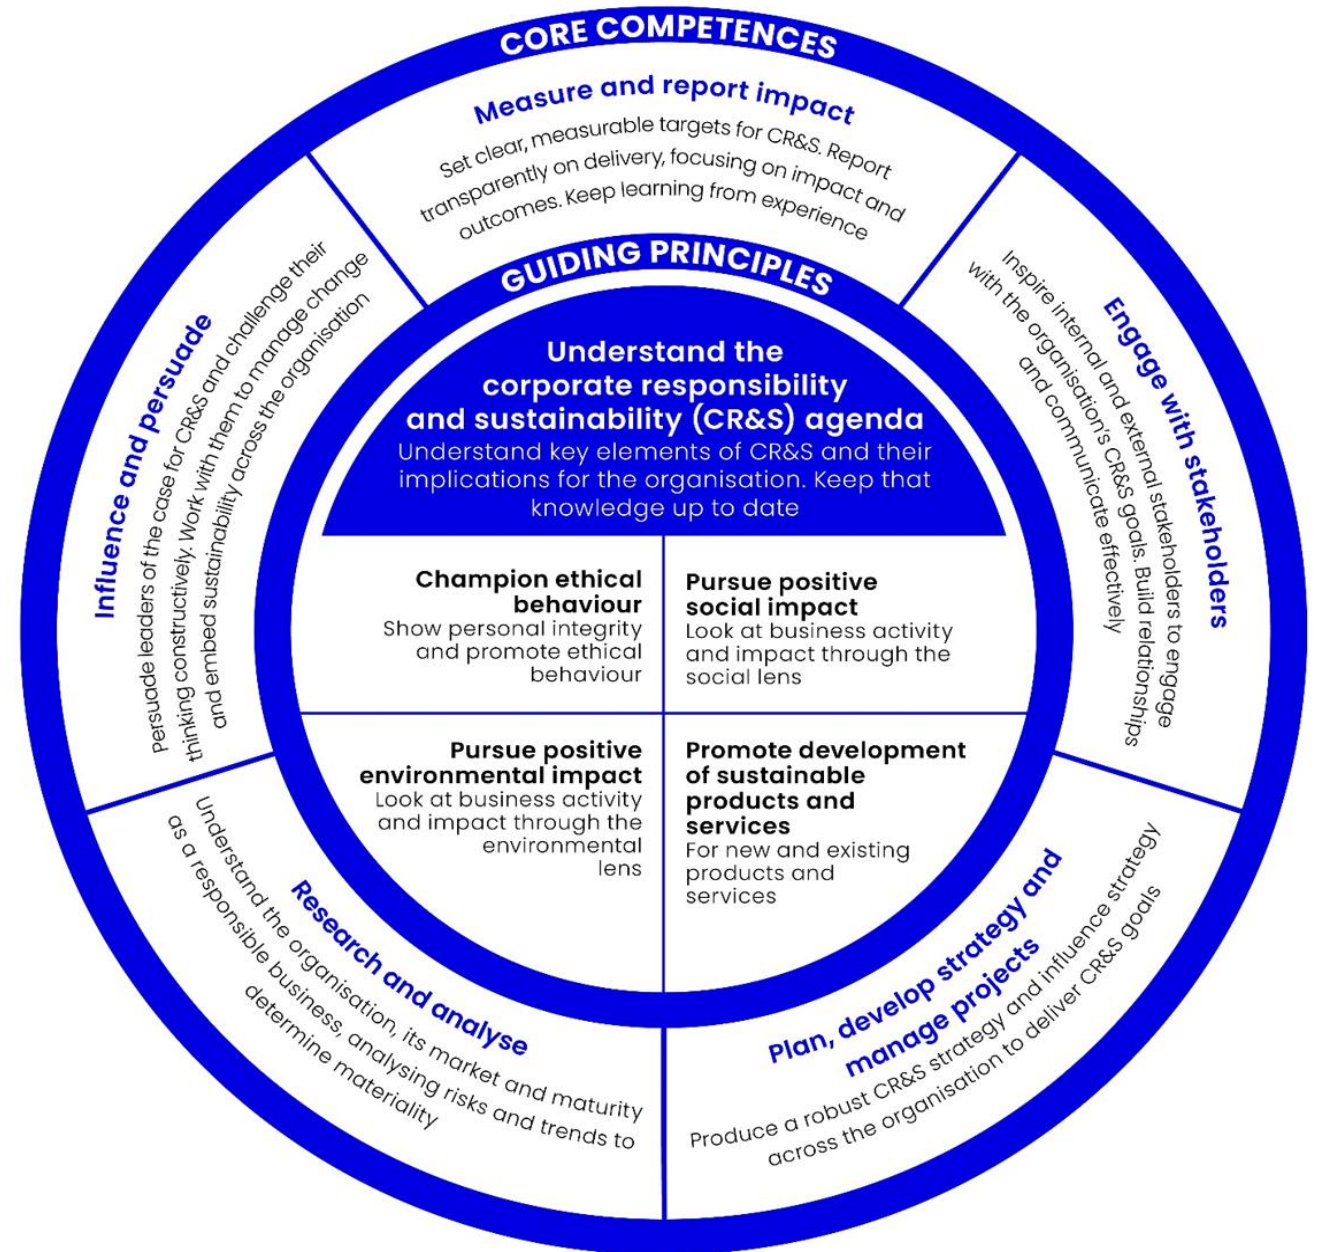 CORE COMPETENCES
Measure and report impact
Set clear, measurable targets for CR&S. Report
transparently on delivery, focusing on impact and
outcomes. Keep learning from experience
Engage with stakeholders
Inspire internal and external stakeholders to engage
with the organisation's CR&S goals. Build relationships
and communicate effectively
Plan, develop strategy and
manage projects
Produce a robust CR&S strategy and influence strategy
across the organisation to deliver CR&S goals
Research and analyse
Understand the organisation, its market and maturity
as a responsible business, analysing risks and trends to
determine materiality
Influence and persuade
Persuade leaders of the case for CR&S and challenge their
thinking constructively. Work with them to manage change
and embed sustainability across the organisation
GUIDING PRINCIPLES
Understand the
corporate responsibility
and sustainability (CR&S) agenda
Understand key elements of CR&S and their
implications for the organisation. Keep that
knowledge up to date
Champion ethical
behaviour
Show personal integrity
and promote ethical
behaviour
Pursue positive
social impact
Look at business activity
and impact through the
social lens
Pursue positive
environmental impact
Look at business activity
and impact through the
environmental
lens
Promote development
of sustainable
products and
services
For new and existing
products and
services